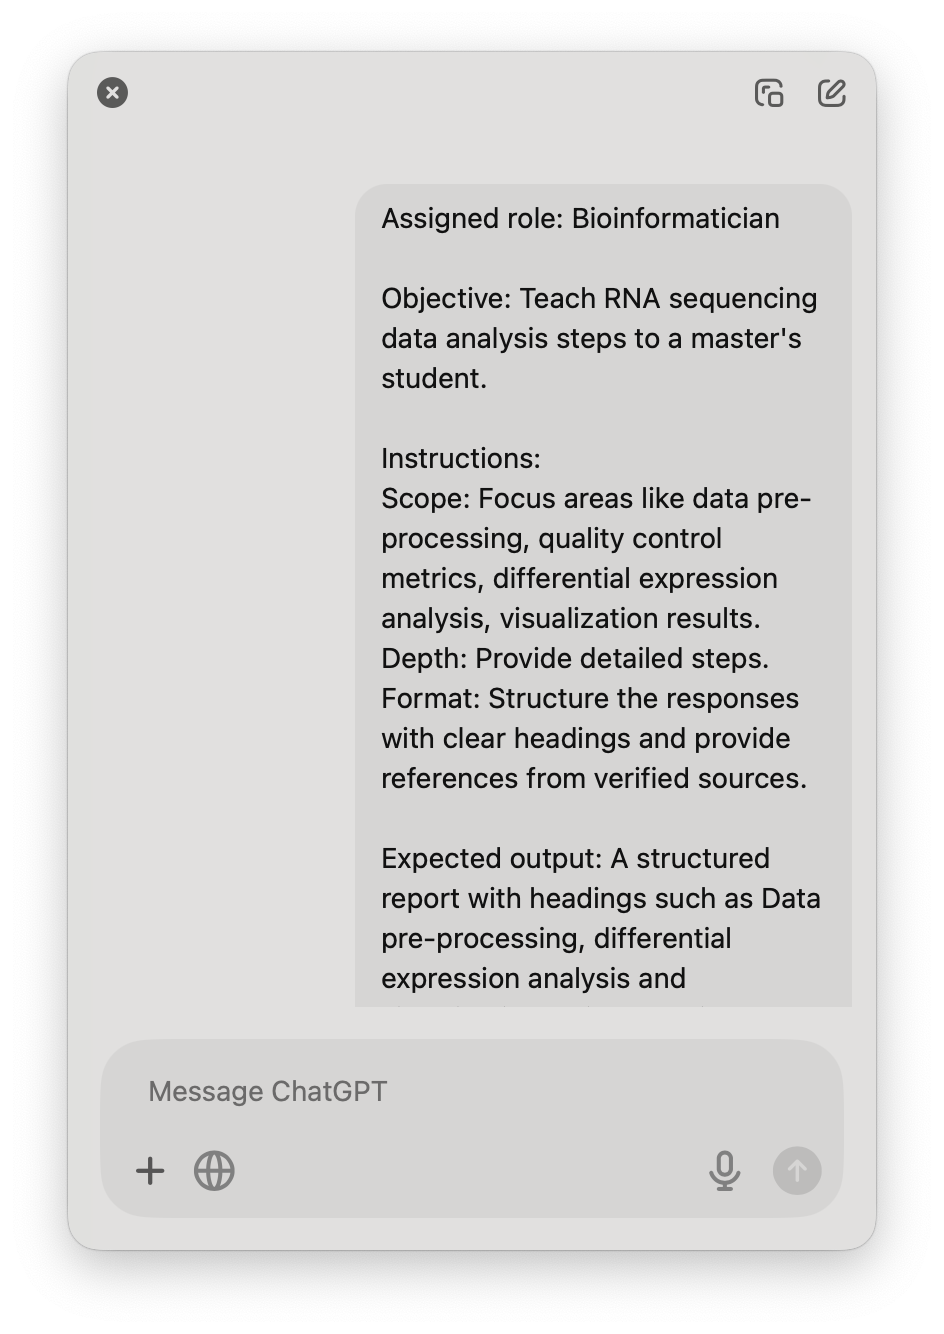 Assigned role: Bioinformatician
Objective: Teach RNA sequencing
data analysis steps to a master's
student.
Instructions:
Scope: Focus areas like data pre-
processing, quality control
metrics, differential expression
analysis, visualization results.
Depth: Provide detailed steps.
Format: Structure the responses
with clear headings and provide
references from verified sources.
Expected output: A structured
report with headings such as Data
pre-processing, differential
expression analysis and
Message ChatGPT